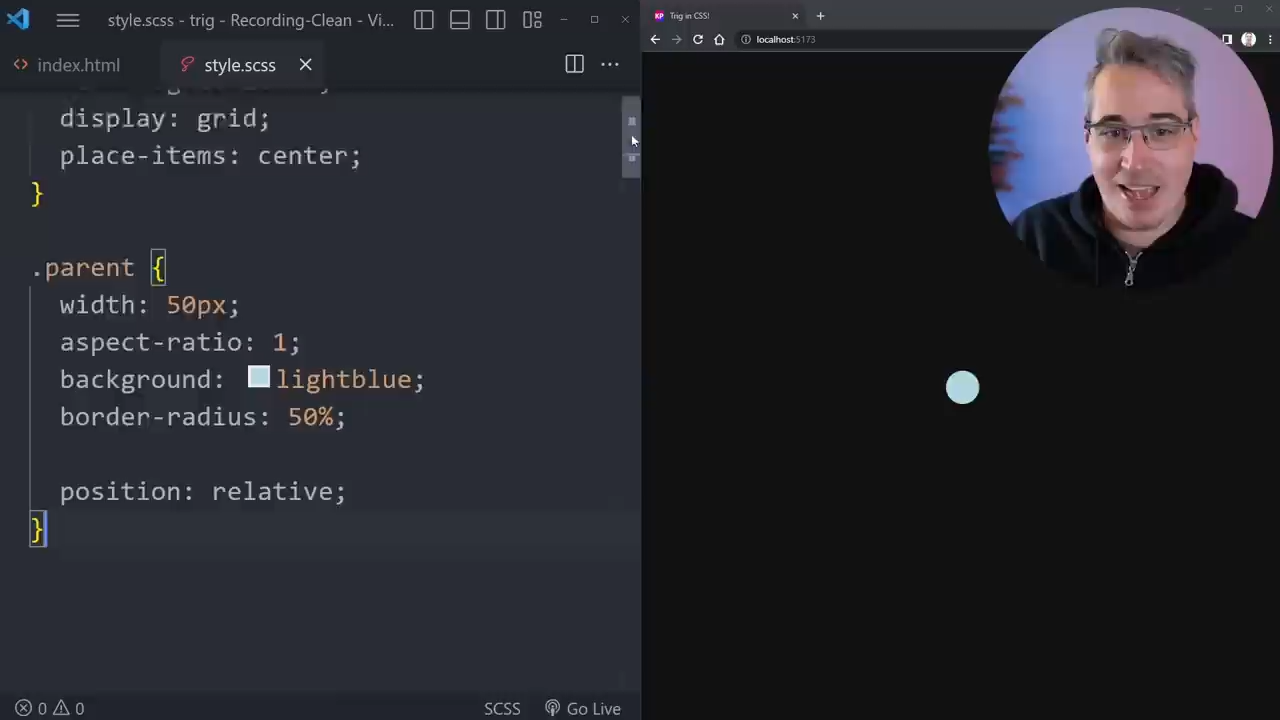 style.scss - trig - Recording-Clean - Vi...
index.html
style.scss
display: grid;
place-items: center;
}
.parent {
width: 50px;
aspect-ratio: 1;
background: lightblue;
border-radius: 50%;
position: relative;
}
0 0
SCSS
Go Live
KP
Trig in CSS!
localhost:5173